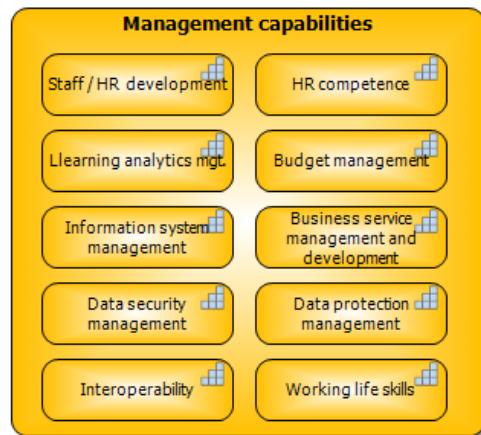 Management capabilities
Staff / HR development
HR competence
Llearning analytics mgt.
Budget management
Information system
management
Business service
management and
development
Data security
management
Data protection
management
Interoperability
Working life skills